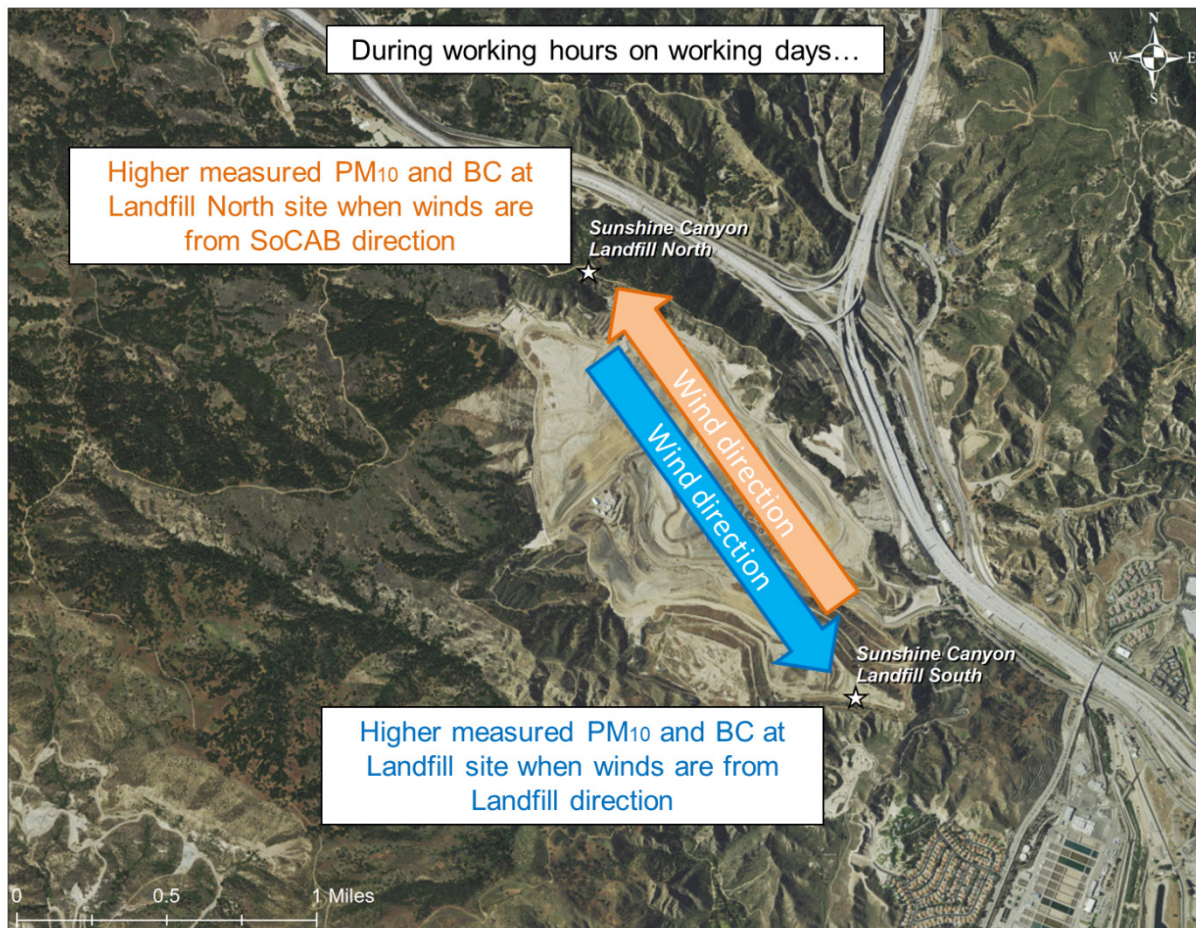 During working hours on working days…
N
W E
S
Higher measured PM10 and BC at
Landfill North site when winds are
from SoCAB direction
Sunshine Canyon
Landfill North
Wind direction
Wind direction
Sunshine Canyon
Landfill South
Higher measured PM10 and BC at
Landfill site when winds are from
Landfill direction
0 0.5 1 Miles